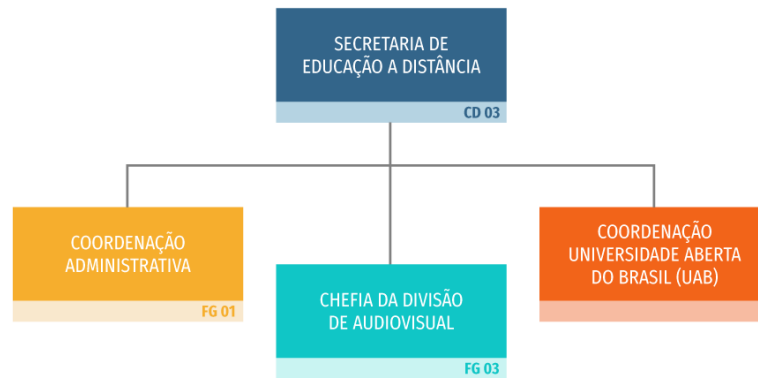 SECRETARIA DE
EDUCAÇÃO A DISTÂNCIA
CD 03
COORDENAÇÃO
ADMINISTRATIVA
FG 01
CHEFIA DA DIVISÃO
DE AUDIOVISUAL
FG 03
COORDENAÇÃO
UNIVERSIDADE ABERTA
DO BRASIL (UAB)